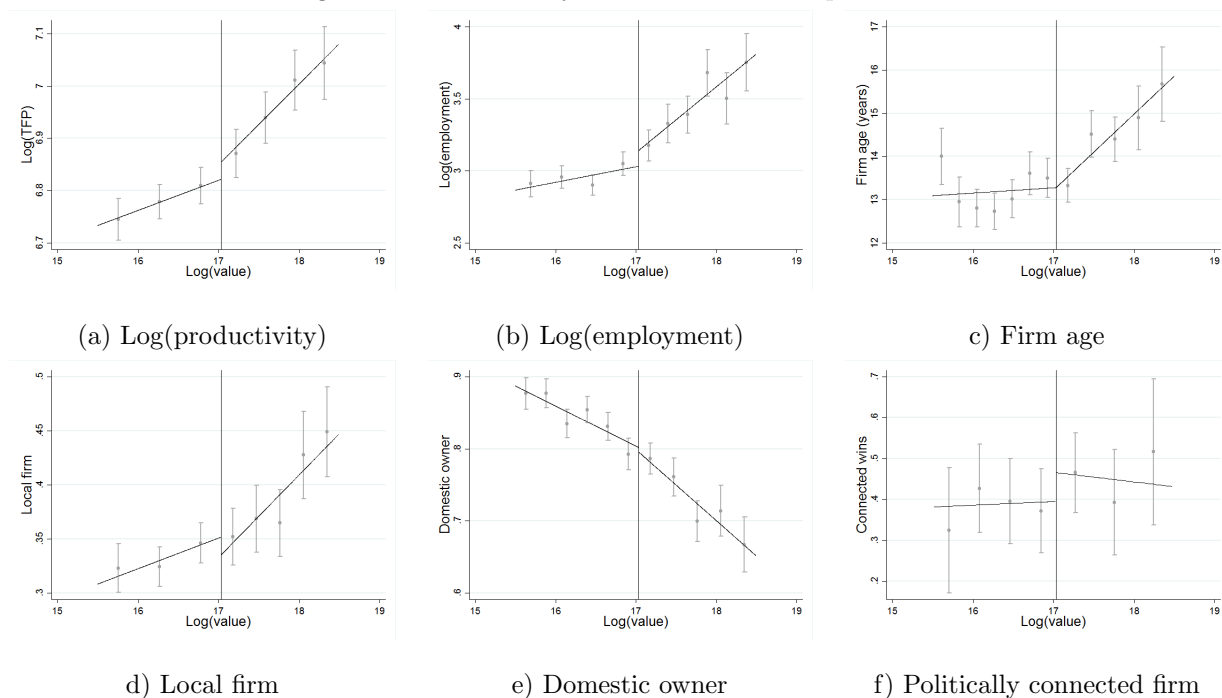 Log(TFP)
7.1
7
6.9
6.8
6.7
15 16 17 18 19
Log(value)
(a) Log(productivity)
Log(employment)
4
3.5
3
2.5
15 16 17 18 19
Log(value)
(b) Log(employment)
Firm age (years)
17
16
15
14
13
12
15 16 17 18 19
Log(value)
c) Firm age
Local firm
.5
.45
.4
.35
.3
15 16 17 18 19
Log(value)
d) Local firm
Domestic owner
.9
.8
.7
.6
15 16 17 18 19
Log(value)
e) Domestic owner
Connected wins
.7
.6
.5
.4
.3
.2
15 16 17 18 19
Log(value)
f) Politically connected firm